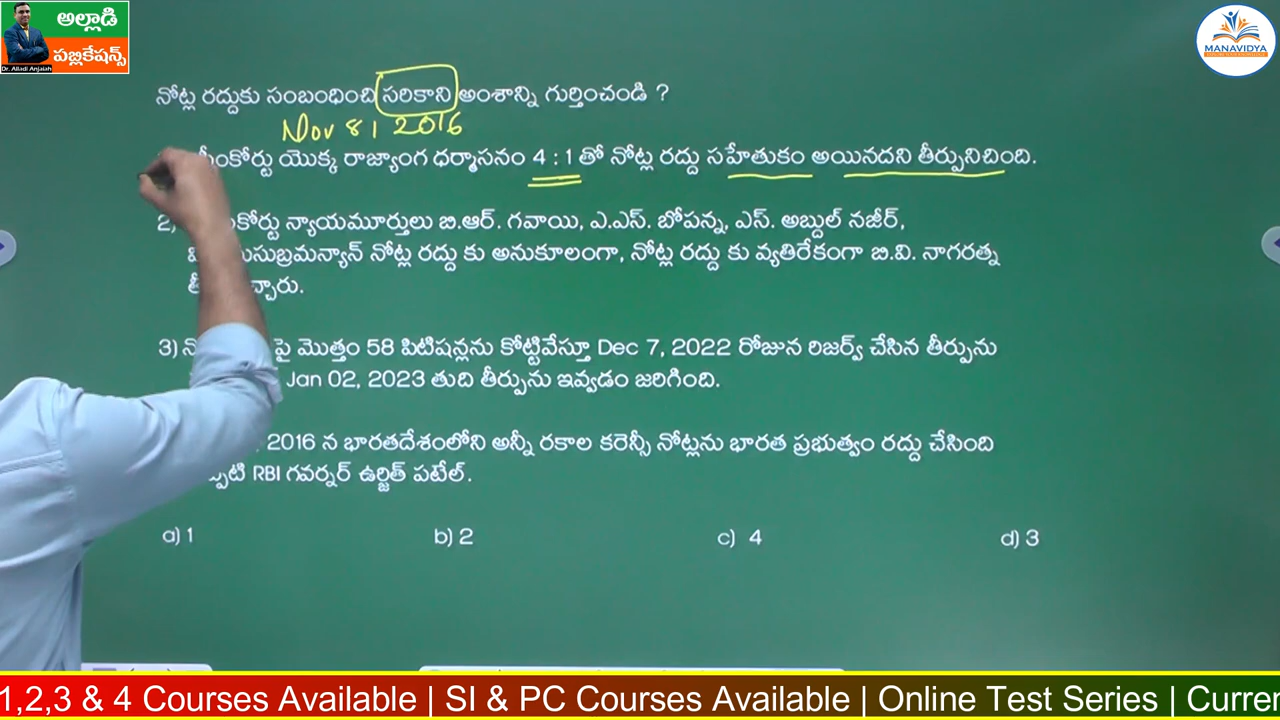 అల్లాడి
పబ్లికేషన్స్
Dr. Alladi Anjaiah
MANAVIDYA
నోట్ల రద్దుకు సంబంధించి సరికాని అంశాన్ని గుర్తించండి ?
Nov 81 2016
యొక్క రాజ్యాంగ ధర్మాసనం 4 : 1 తో నోట్ల రద్దు సహేతుకం అయినదని తీర్పునిచ్చింది.
2) న్యాయమూర్తులు బి.ఆర్. గవాయి, ఎ.ఎస్. బోపన్న, ఎస్. అబ్దుల్ నజీర్,
నోట్ల రద్దు కు అనుకూలంగా, నోట్ల రద్దు కు వ్యతిరేకంగా బి.వి. నాగరత్న
3) పై మొత్తం 58 పిటిషన్లను కోట్టివేస్తూ Dec 7, 2022 రోజున రిజర్వ్ చేసిన తీర్పును
Jan 02, 2023 తుది తీర్పును ఇవ్వడం జరిగింది.
2016 న భారతదేశంలోని అన్నీ రకాల కరెన్సీ నోట్లను భారత ప్రభుత్వం రద్దు చేసింది
RBI గవర్నర్ ఉర్జిత్ పటేల్.
a) 1 b) 2 c) 4 d) 3
1,2,3 & 4 Courses Available | SI & PC Courses Available | Online Test Series | Curren